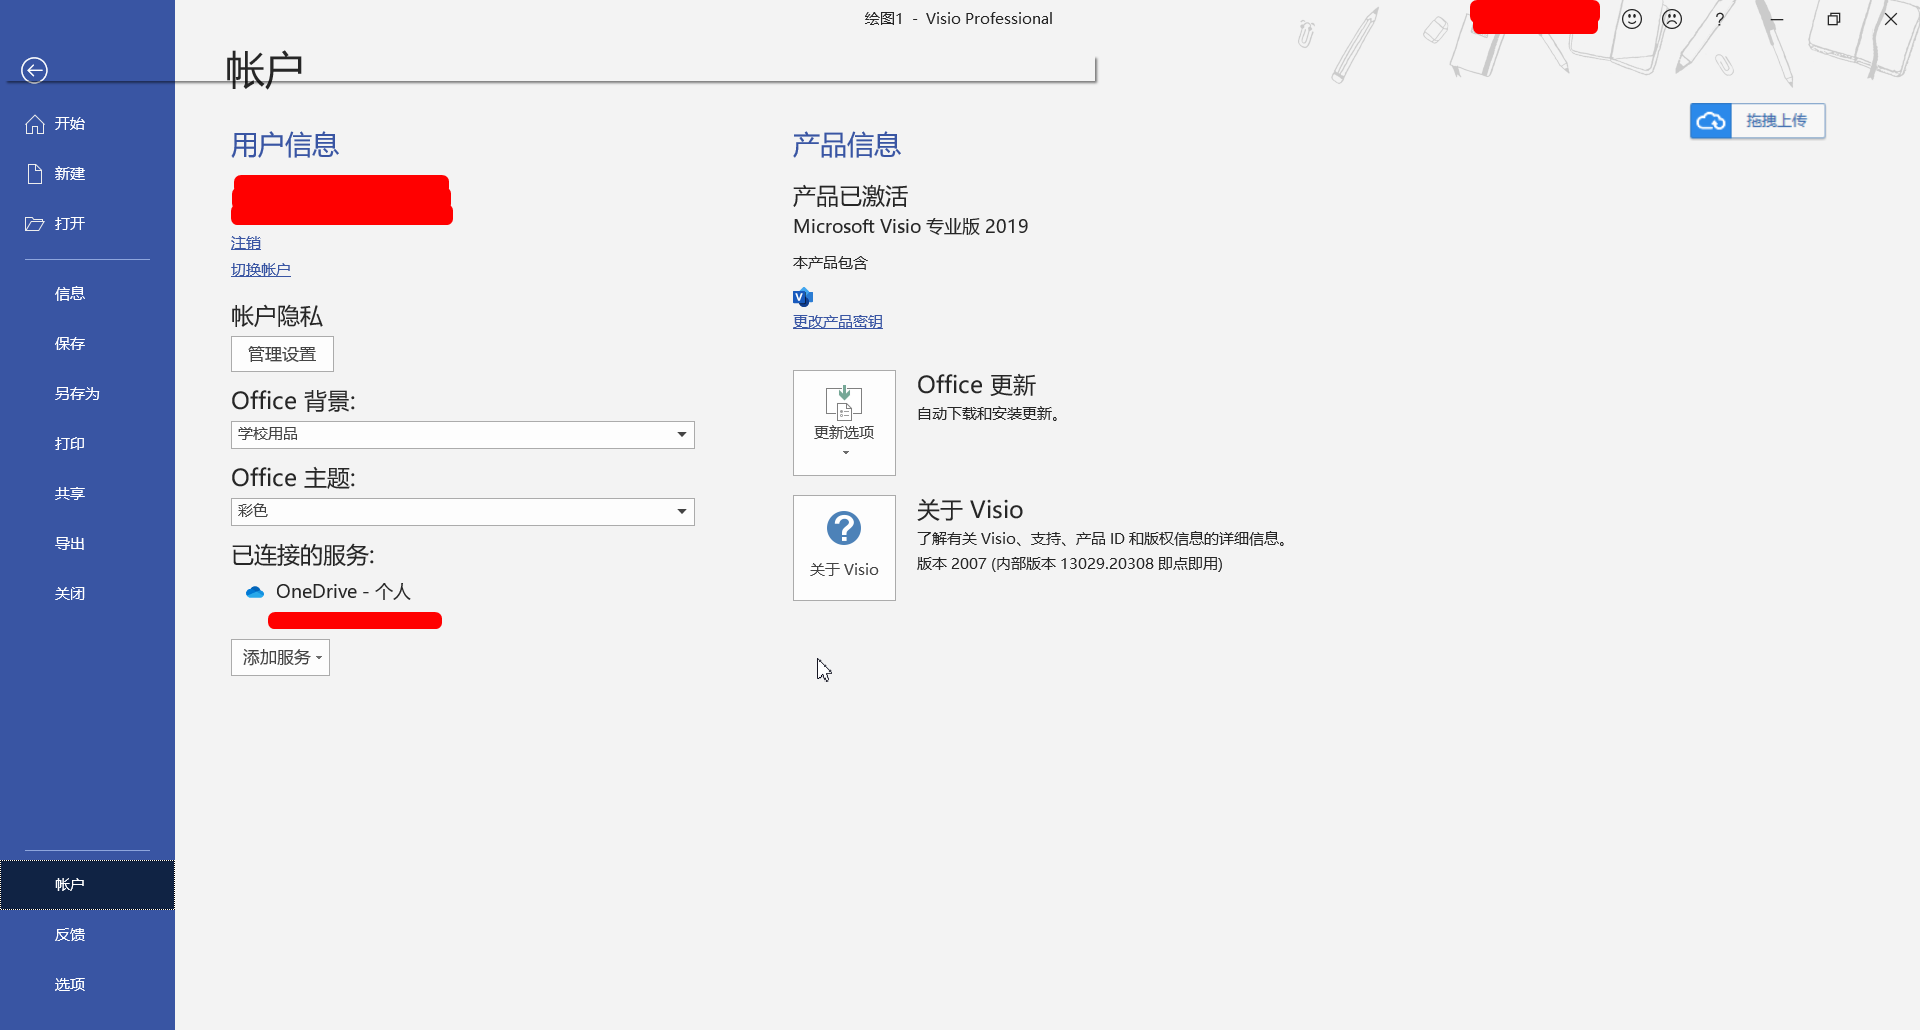 绘图1 - Visio Professional
帐户
开始
新建
打开
信息
保存
另存为
打印
共享
导出
关闭
帐户
反馈
选项
用户信息
注销
切换帐户
帐户隐私
管理设置
Office 背景:
学校用品
Office 主题:
彩色
已连接的服务:
OneDrive - 个人
添加服务
产品信息
产品已激活
Microsoft Visio 专业版 2019
本产品包含
更改产品密钥
更新选项
Office 更新
自动下载和安装更新。
关于 Visio
关于 Visio
了解有关 Visio、支持、产品 ID 和版权信息的详细信息。
版本 2007 (内部版本 13029.20308 即点即用)
拖拽上传